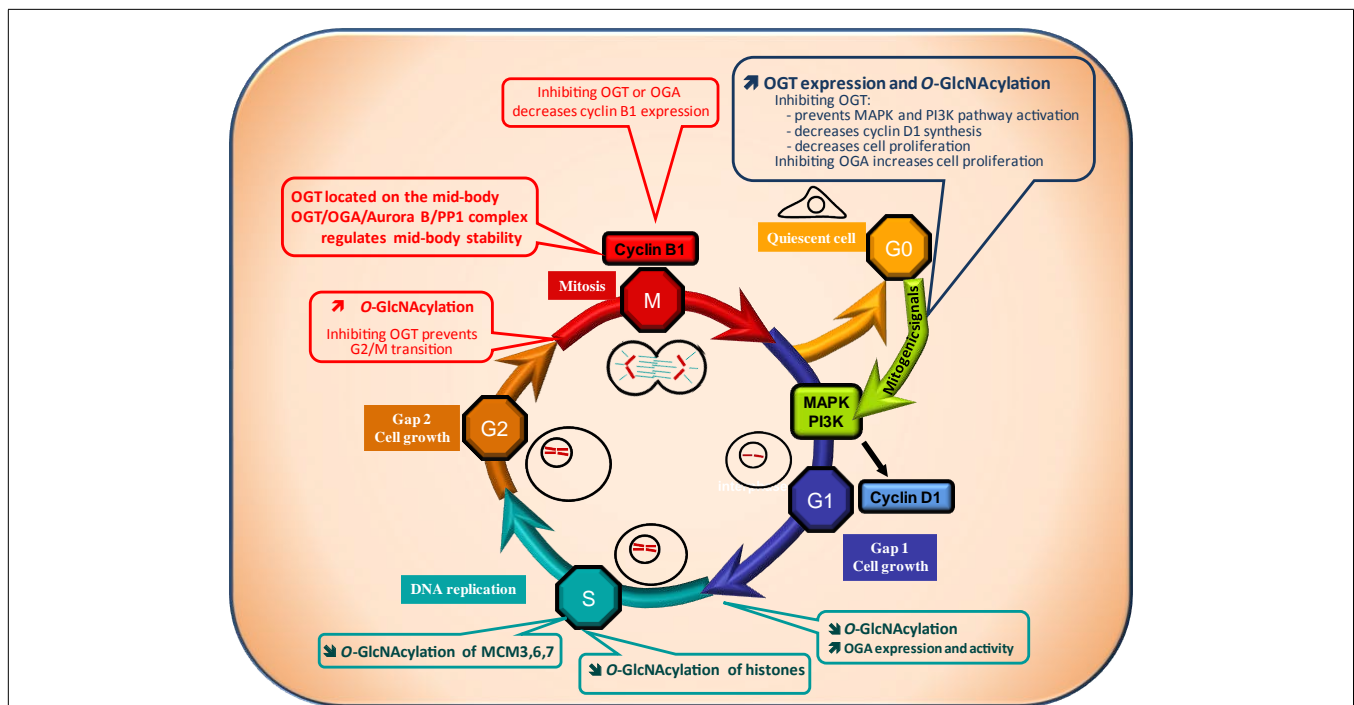 Inhibiting OGT or OGA
decreases cyclin B1 expression
↗ OGT expression and O-GlcNAcylation
Inhibiting OGT:
- prevents MAPK and PI3K pathway activation
- decreases cyclin D1 synthesis
- decreases cell proliferation
Inhibiting OGA increases cell proliferation
OGT located on the mid-body
OGT/OGA/Aurora B/PP1 complex
regulates mid-body stability
Cyclin B1
Quiescent cell
G0
Mitosis
M
Mitogenic signals
↗ O-GlcNAcylation
Inhibiting OGT prevents
G2/M transition
MAPK
PI3K
Gap 2
Cell growth
G2
G1
Cyclin D1
Gap 1
Cell growth
DNA replication
S
↘ O-GlcNAcylation
↗ OGA expression and activity
↘ O-GlcNAcylation of MCM3,6,7
↘ O-GlcNAcylation of histones